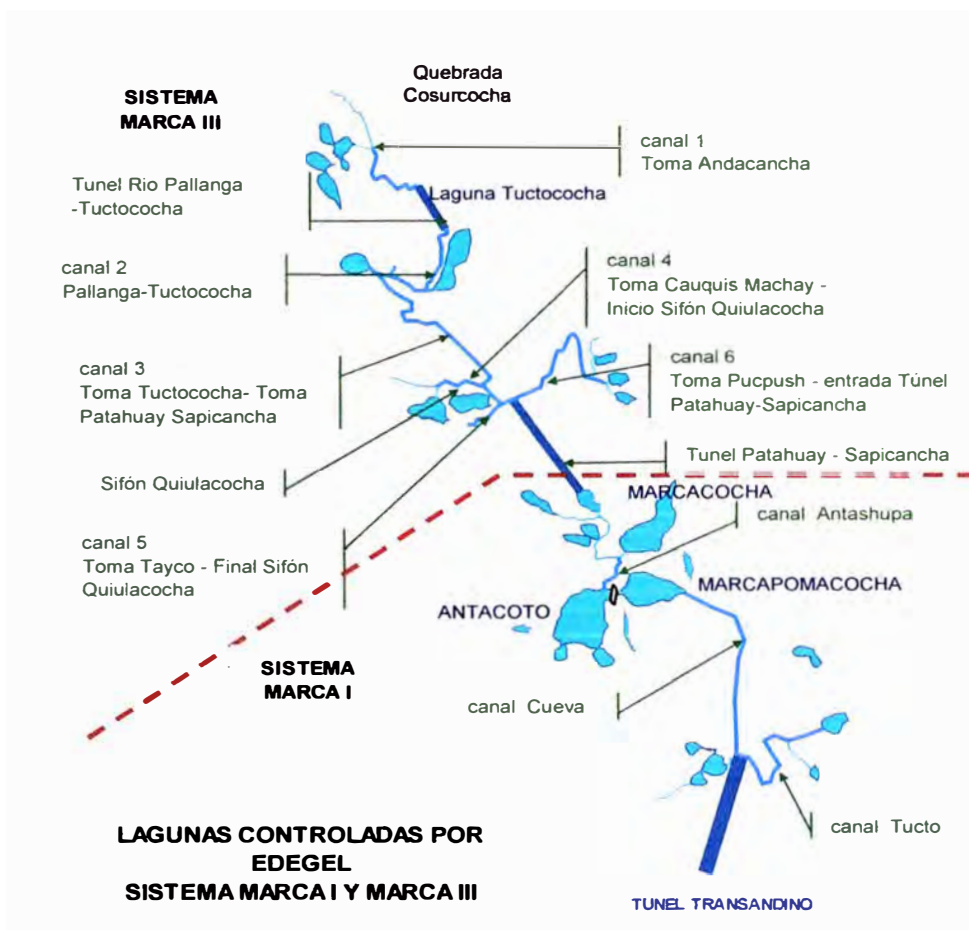 Quebrada
Cosurcocha
SISTEMA
MARCA III
canal 1
Toma Andacancha
Tunel Rio Pallanga
-Tuctococha
Laguna Tuctococha
canal 2
Pallanga-Tuctococha
canal 4
Toma Cauquis Machay -
Inicio Sifón Quiulacocha
canal 3
Toma Tuctococha- Toma
Patahuay Sapicancha
canal 6
Toma Pucpush - entrada Túnel
Patahuay-Sapicancha
Sifón Quiulacocha
Tunel Patahuay - Sapicancha
MARCACOCHA
canal Antashupa
canal 5
Toma Tayco - Final Sifón
Quiulacocha
MARCAPOMACOCHA
ANTACOTO
SISTEMA
MARCA I
canal Cueva
canal Tucto
LAGUNAS CONTROLADAS POR
EDEGEL
SISTEMA MARCA I Y MARCA III
TUNEL TRANSANDINO